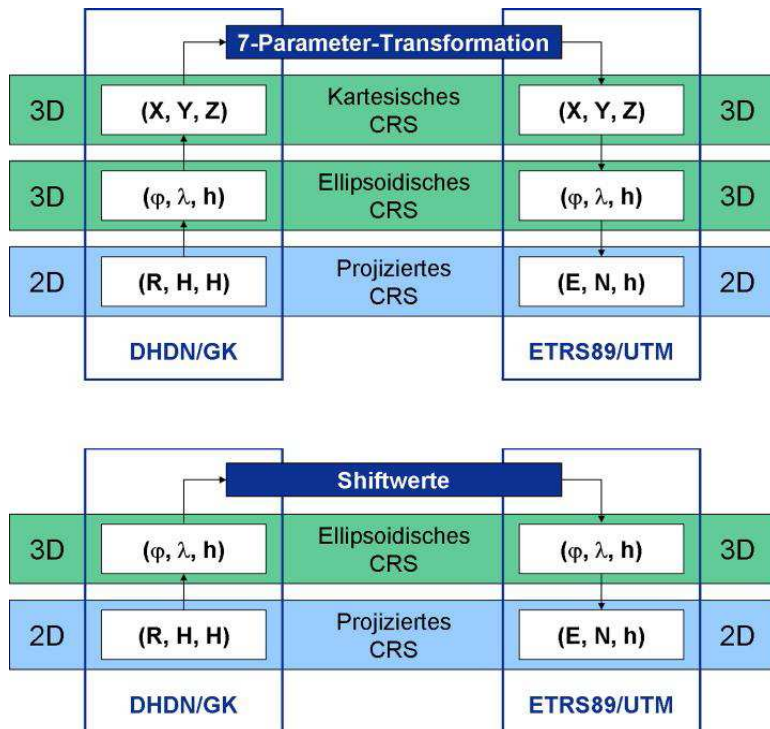 7-Parameter-Transformation
3D
(X, Y, Z)
Kartesisches
CRS
(X, Y, Z)
3D
3D
(φ, λ, h)
Ellipsoidisches
CRS
(φ, λ, h)
3D
2D
(R, H, H)
Projiziertes
CRS
(E, N, h)
2D
DHDN/GK
ETRS89/UTM
Shiftwerte
3D
(φ, λ, h)
Ellipsoidisches
CRS
(φ, λ, h)
3D
2D
(R, H, H)
Projiziertes
CRS
(E, N, h)
2D
DHDN/GK
ETRS89/UTM